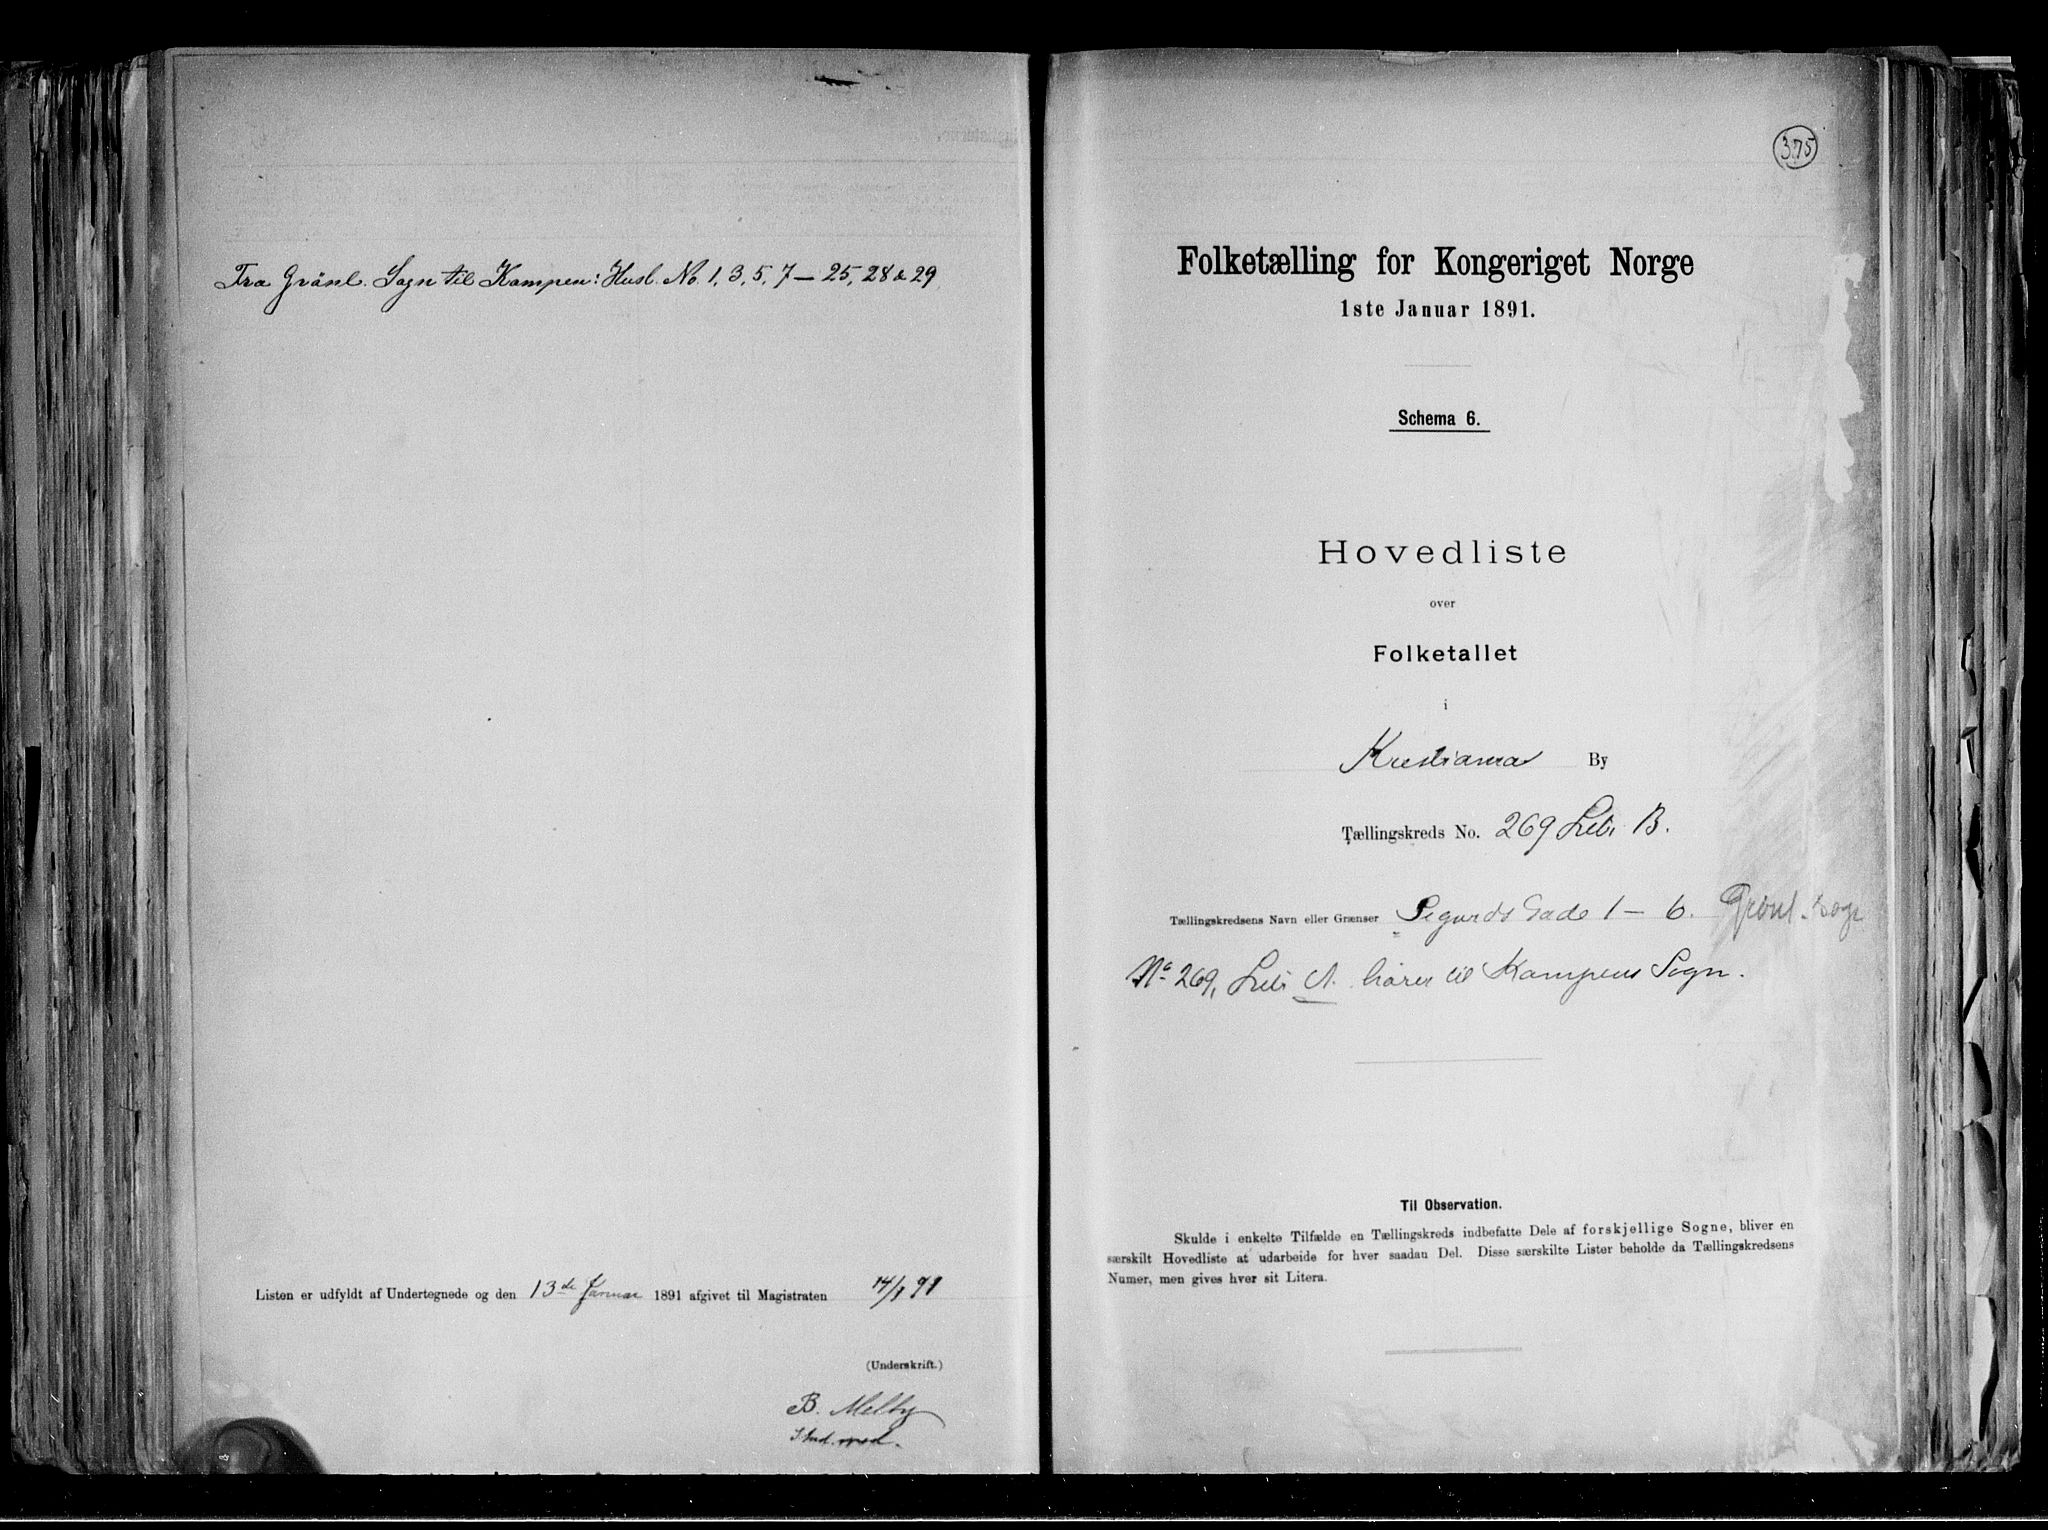 Fra Grönl. Sogn til Kampen: Husl. No. 1, 3, 5, 7 — 25, 28 & 29
Listen er udfyldt af Undertegnede og den 13de Januar 1891 afgivet til Magistraten 14/1 91
(Underskrift.)
B. Melby
Stud. med.
375
Folketælling for Kongeriget Norge
1ste Januar 1891.
Schema 6.
Hovedliste
over
Folketallet
i
Kristiania By
Tællingskreds No. 269 Litr B.
Tællingskredsens Navn eller Grænser Sigurds Gade 1 — 6. Grönl. Sogn
No 269, Litr A. hører til Kampens Sogn.
Til Observation.
Skulde i enkelte Tilfælde en Tællingskreds indbefatte Dele af forskjellige Sogne, bliver en
særskilt Hovedliste at udarbeide for hver saadan Del. Disse særskilte Lister beholde da Tællingskredsens
Numer, men gives hver sit Litera.